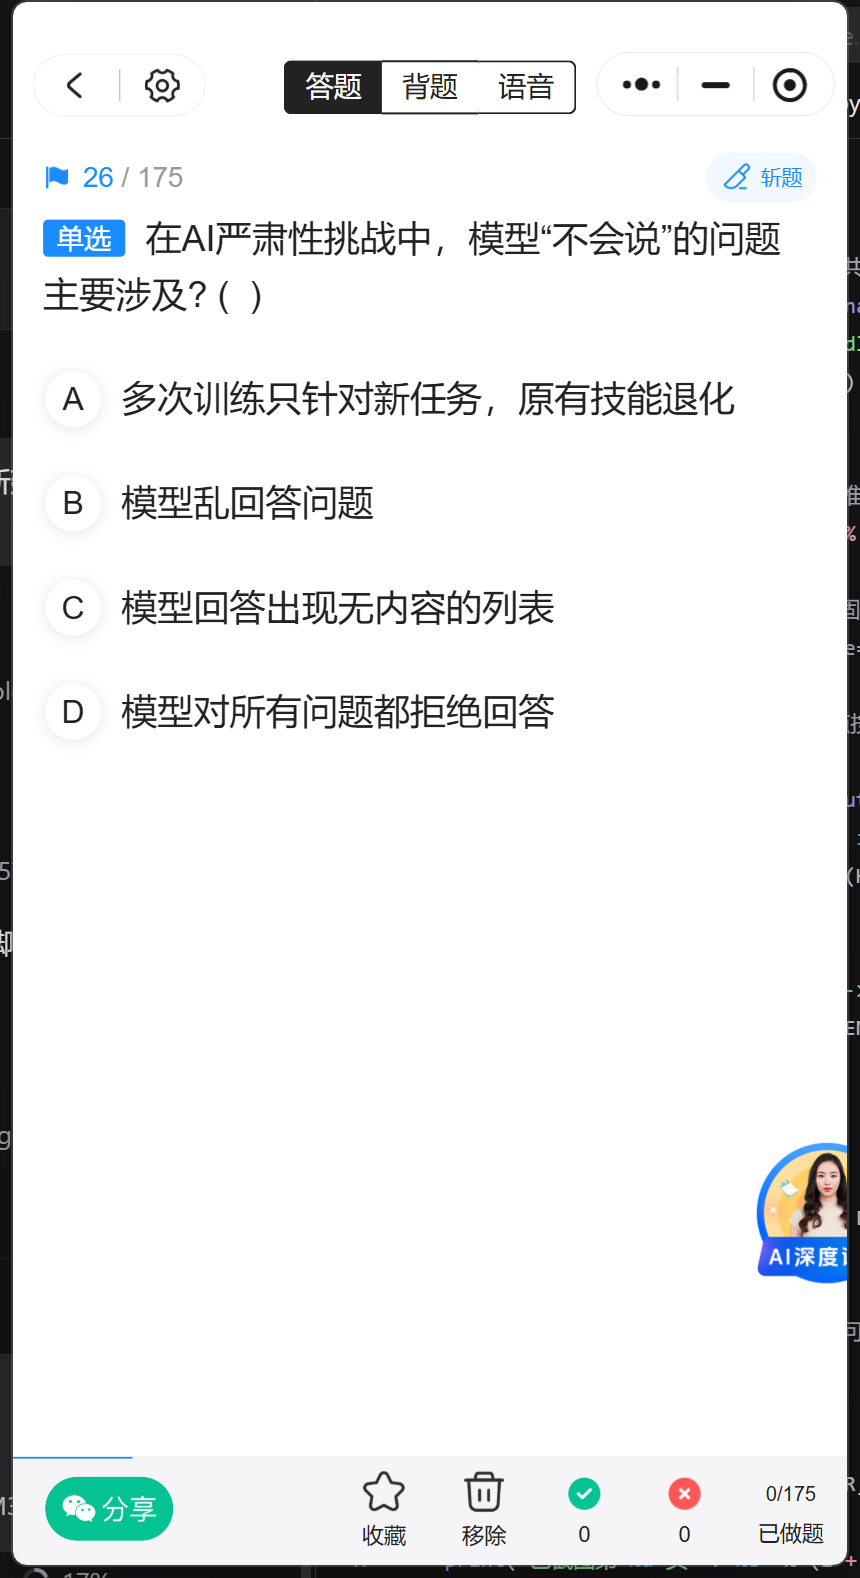 答题 背题 语音
26 / 175
斩题
单选 在AI严肃性挑战中，模型“不会说”的问题
主要涉及? (  )
A 多次训练只针对新任务，原有技能退化
B 模型乱回答问题
C 模型回答出现无内容的列表
D 模型对所有问题都拒绝回答
AI深度
分享
收藏
移除
0
0
0/175
已做题
17%